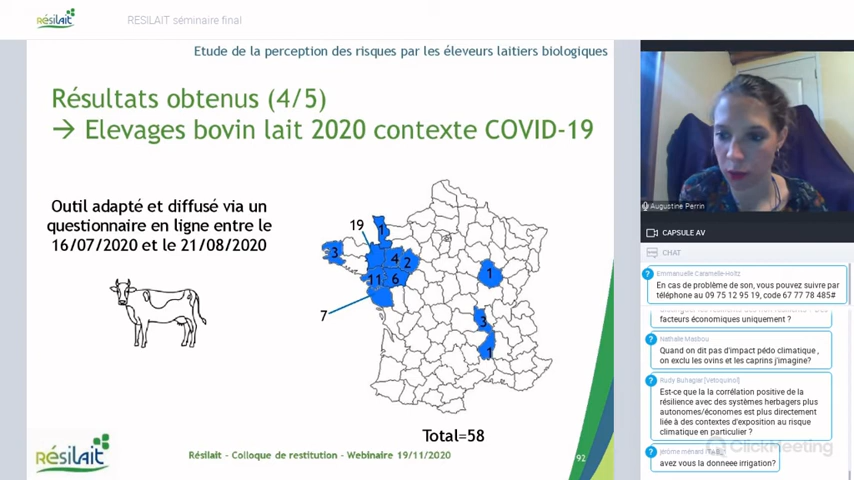 Résilait
RESILAIT séminaire final
Etude de la perception des risques par les éleveurs laitiers biologiques
Résultats obtenus (4/5)
→ Elevages bovin lait 2020 contexte COVID-19
Outil adapté et diffusé via un
questionnaire en ligne entre le
16/07/2020 et le 21/08/2020
19
1
3
4
2
11
6
7
1
3
1
Total=58
résilait
Résilait - Colloque de restitution - Webinaire 19/11/2020
92
Augustine Perrin
CAPSULE AV
CHAT
Emmanuelle Caramelle-Holtz
En cas de problème de son, vous pouvez suivre par
téléphone au 09 75 12 95 19, code 67 77 78 485#
facteurs économiques uniquement ?
Nathalie Masbou
Quand on dit pas d'impact pédo climatique ,
on exclu les ovins et les caprins j'imagine?
Rudy Buhagiar [Vetoquinol]
Est-ce que la la corrélation positive de la
résilience avec des systèmes herbagers plus
autonomes/économes est plus directement
liée à des contextes d'exposition au risque
climatique en particulier ?
ClickMeeting
jérome ménard
avez vous la donneee irrigation?